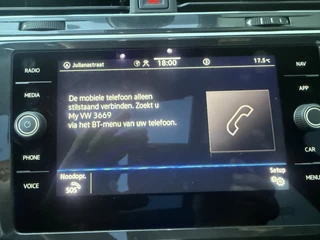 Julianastraat 18:00 17.5°C
RADIO
MEDIA
PHONE
VOICE
NAV
APP
CAR
MENU
De mobiele telefoon alleen
stilstaand verbinden. Zoekt u
My VW 3669
via het BT-menu van uw telefoon.
Noodopr.
SOS
Setup